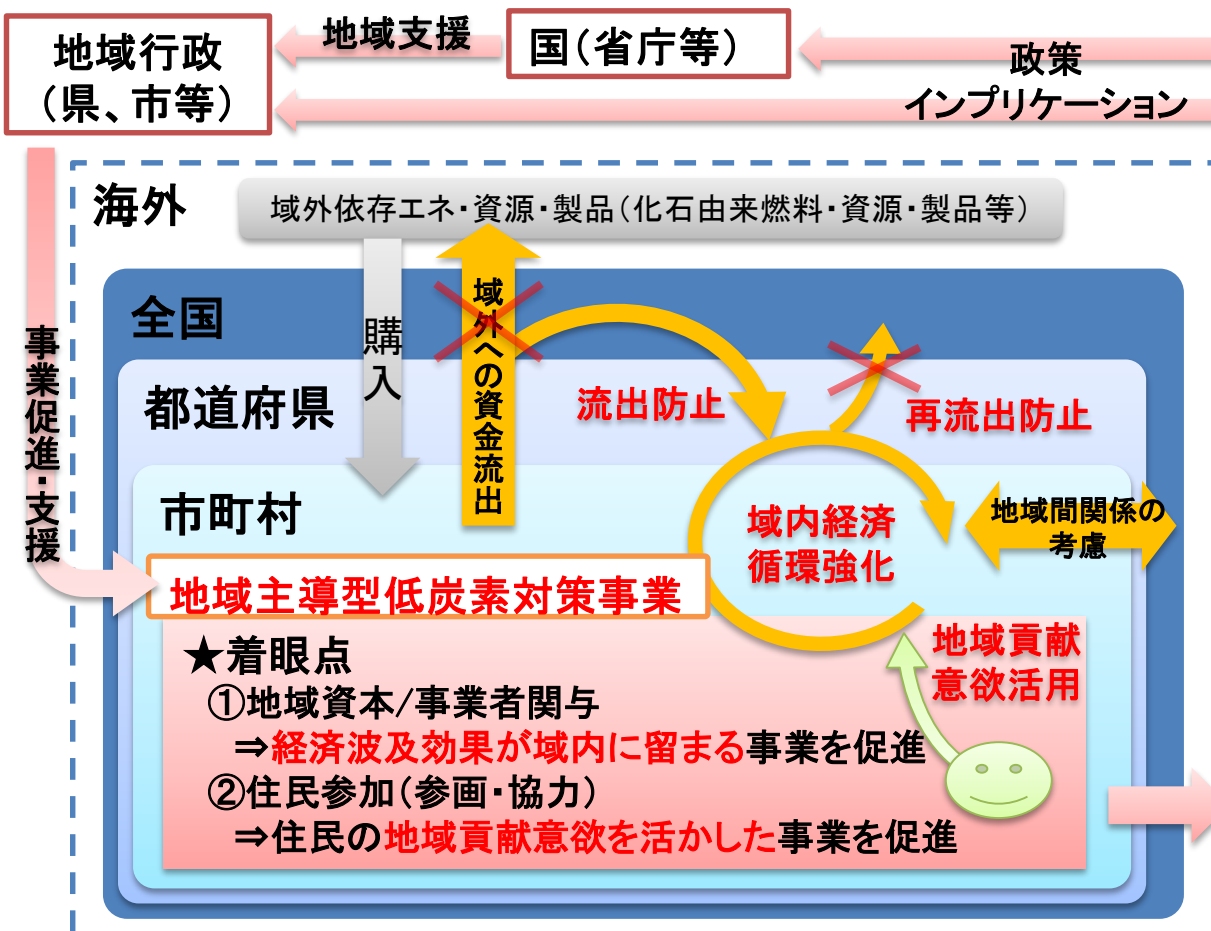 地域行政
（県、市等）
地域支援
国（省庁等）
政策
インプリケーション
海外
域外依存エネ・資源・製品（化石由来燃料・資源・製品等）
全国
購入
域外への資金流出
事業促進・支援
都道府県
流出防止
再流出防止
市町村
域内経済
循環強化
地域間関係の
考慮
地域主導型低炭素対策事業
★着眼点
①地域資本/事業者関与
⇒経済波及効果が域内に留まる事業を促進
②住民参加（参画・協力）
⇒住民の地域貢献意欲を活かした事業を促進
地域貢献
意欲活用